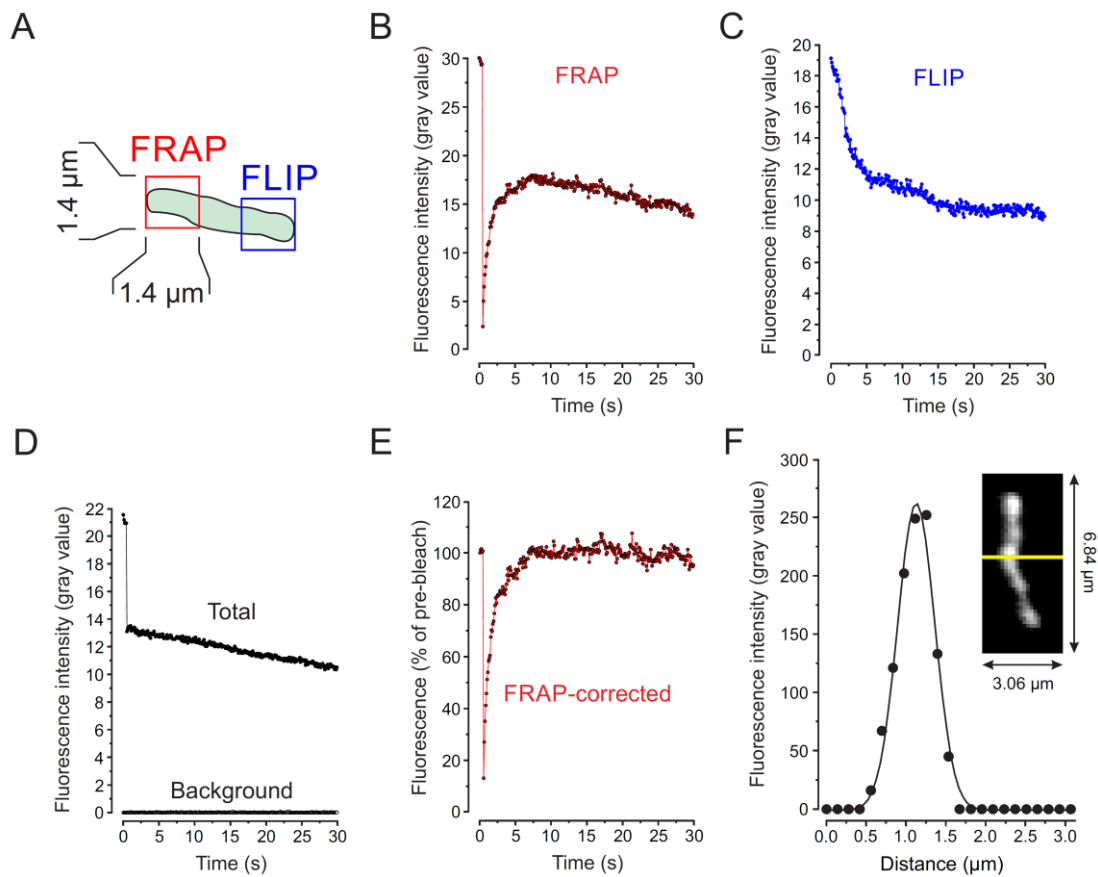 A
FRAP
FLIP
1.4 µm
1.4 µm
B
FRAP
Fluorescence intensity (gray value)
30
25
20
15
10
5
0
0 5 10 15 20 25 30
Time (s)
C
FLIP
Fluorescence intensity (gray value)
20
18
16
14
12
10
8
6
4
2
0
0 5 10 15 20 25 30
Time (s)
D
Fluorescence intensity (gray value)
22
20
18
16
14
12
10
8
6
4
2
0
Total
Background
0 5 10 15 20 25 30
Time (s)
E
Fluorescence (% of pre-bleach)
120
100
80
60
40
20
0
FRAP-corrected
0 5 10 15 20 25 30
Time (s)
F
Fluorescence intensity (gray value)
300
250
200
150
100
50
0
6.84 µm
3.06 µm
0.0 0.5 1.0 1.5 2.0 2.5 3.0
Distance (µm)